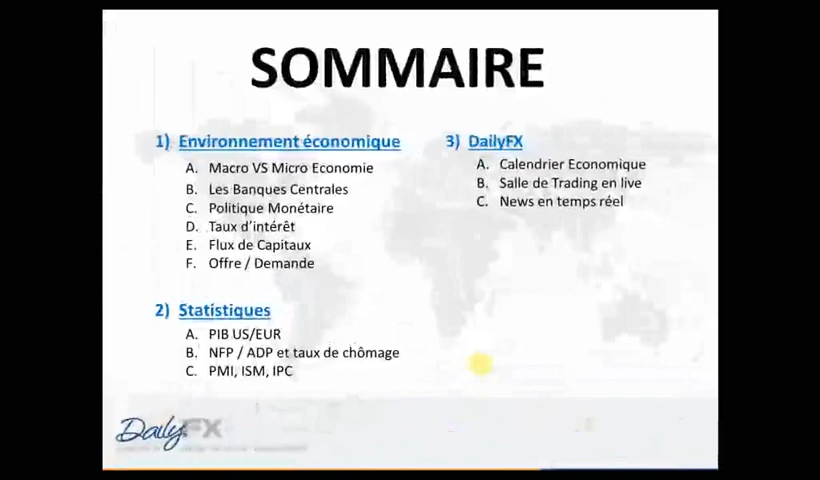 SOMMAIRE
1) Environnement économique
A. Macro VS Micro Economie
B. Les Banques Centrales
C. Politique Monétaire
D. Taux d'intérêt
E. Flux de Capitaux
F. Offre / Demande
2) Statistiques
A. PIB US/EUR
B. NFP / ADP et taux de chômage
C. PMI, ISM, IPC
3) DailyFX
A. Calendrier Economique
B. Salle de Trading en live
C. News en temps réel
DailyFX